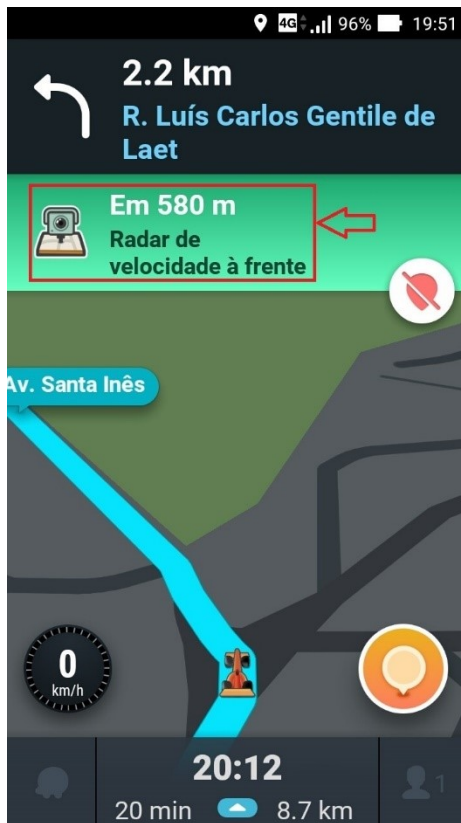 4G 96% 19:51
2.2 km
R. Luís Carlos Gentile de
Laet
Em 580 m
Radar de
velocidade à frente
Av. Santa Inês
0
km/h
20:12
1
20 min 8.7 km